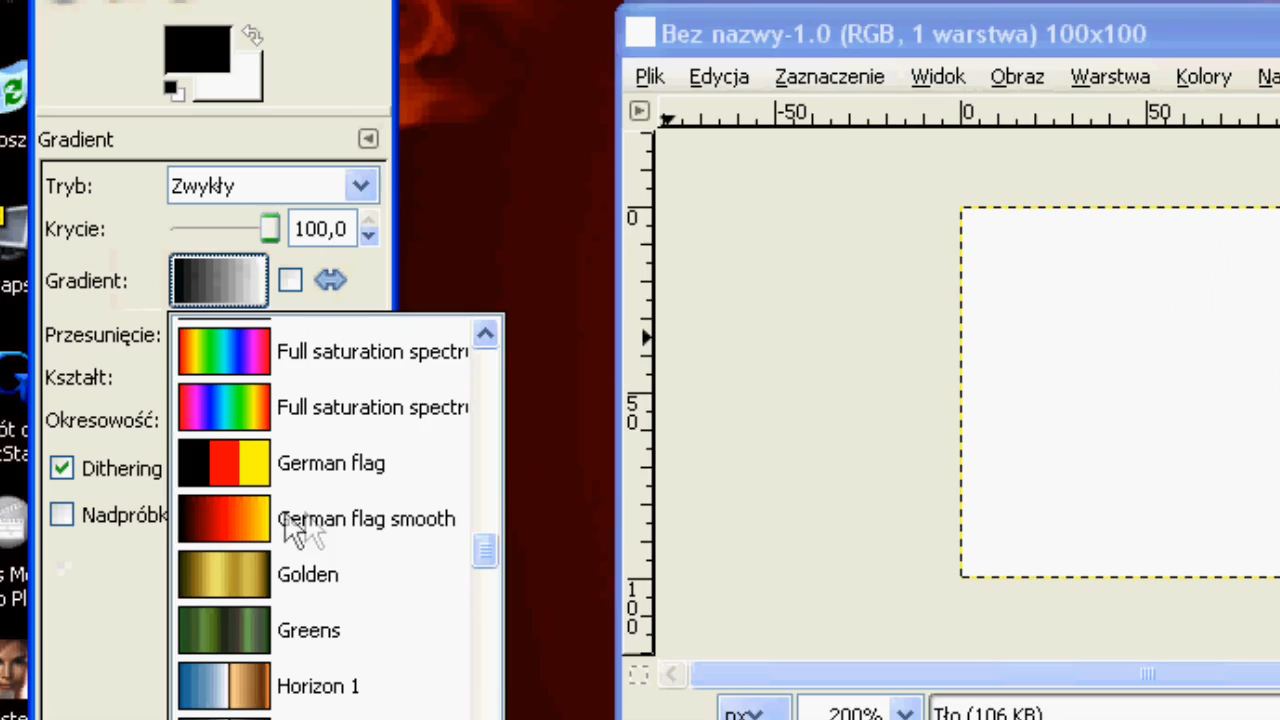 Bez nazwy-1.0 (RGB, 1 warstwa) 100x100
Plik Edycja Zaznaczenie Widok Obraz Warstwa Kolory
-50 0 50
Gradient
Tryb: Zwykły
Krycie: 100,0
Gradient:
Przesunięcie:
Kształt:
Okresowość:
Dithering
Full saturation spectr
Full saturation spectr
German flag
German flag smooth
Golden
Greens
Horizon 1
0
50
100
px 200% Tło (106 KB)